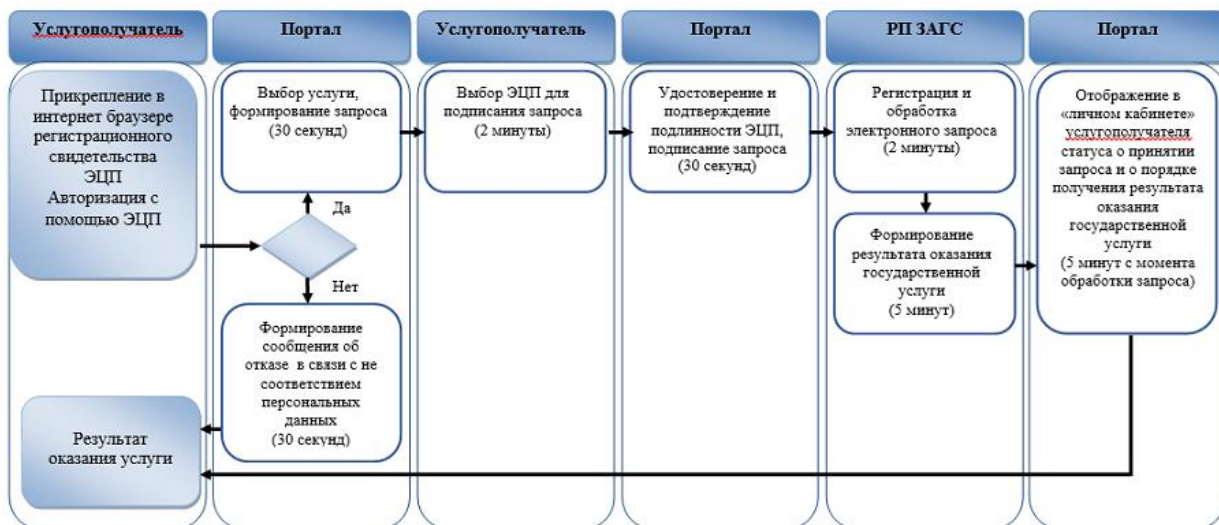 Услугополучатель
Портал
Услугополучатель
Портал
РП ЗАГС
Портал
Прикрепление в
интернет браузере
регистрационного
свидетельства
ЭЦП
Авторизация с
помощью ЭЦП
Выбор услуги,
формирование запроса
(30 секунд)
Выбор ЭЦП для
подписания запроса
(2 минуты)
Удостоверение и
подтверждение
подлинности ЭЦП,
подписание запроса
(30 секунд)
Регистрация и
обработка
электронного запроса
(2 минуты)
Отображение в
«личном кабинете»
услугополучателя
статуса о принятии
запроса и о порядке
получения результата
оказания
государственной
услуги
(5 минут с момента
обработки запроса)
Да
Нет
Формирование
результата оказания
государственной
услуги
(5 минут)
Формирование
сообщения об
отказе в связи с не
соответствием
персональных
данных
(30 секунд)
Результат
оказания услуги